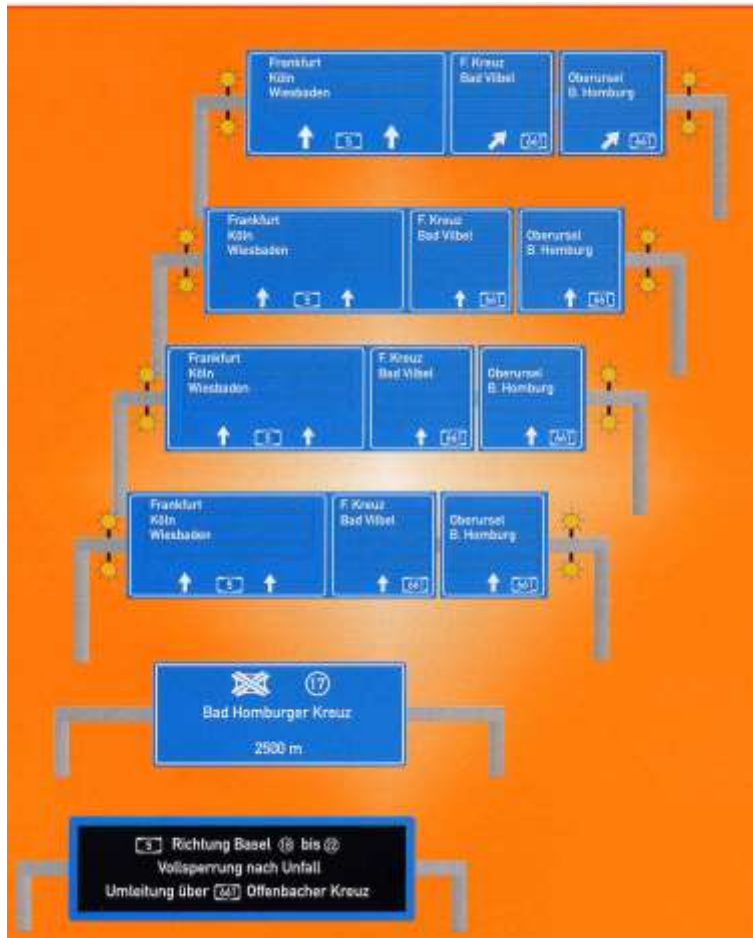 Frankfurt
Köln
Wiesbaden
5
F. Kreuz
Bad Vilbel
661
Oberursel
B. Homburg
661
Frankfurt
Köln
Wiesbaden
5
F. Kreuz
Bad Vilbel
661
Oberursel
B. Homburg
661
Frankfurt
Köln
Wiesbaden
5
F. Kreuz
Bad Vilbel
661
Oberursel
B. Homburg
661
Frankfurt
Köln
Wiesbaden
5
F. Kreuz
Bad Vilbel
661
Oberursel
B. Homburg
661
17
Bad Homburger Kreuz
2500 m
5 Richtung Basel 18 bis 22
Vollsperrung nach Unfall
Umleitung über 661 Offenbacher Kreuz